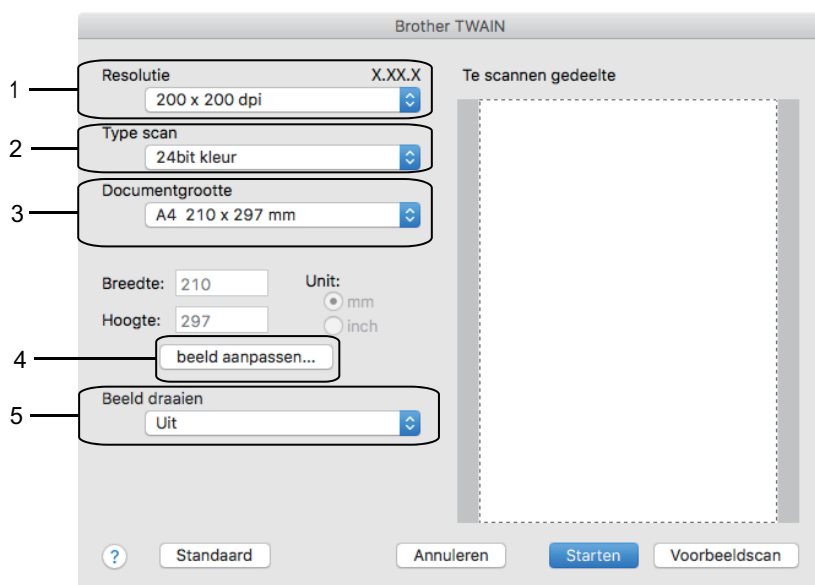 Brother TWAIN
1
Resolutie X.XX.X
200 x 200 dpi
2
Type scan
24bit kleur
3
Documentgrootte
A4 210 x 297 mm
Breedte: 210
Unit:
mm
Hoogte: 297
inch
4
beeld aanpassen...
5
Beeld draaien
Uit
Te scannen gedeelte
? Standaard Annuleren Starten Voorbeeldscan